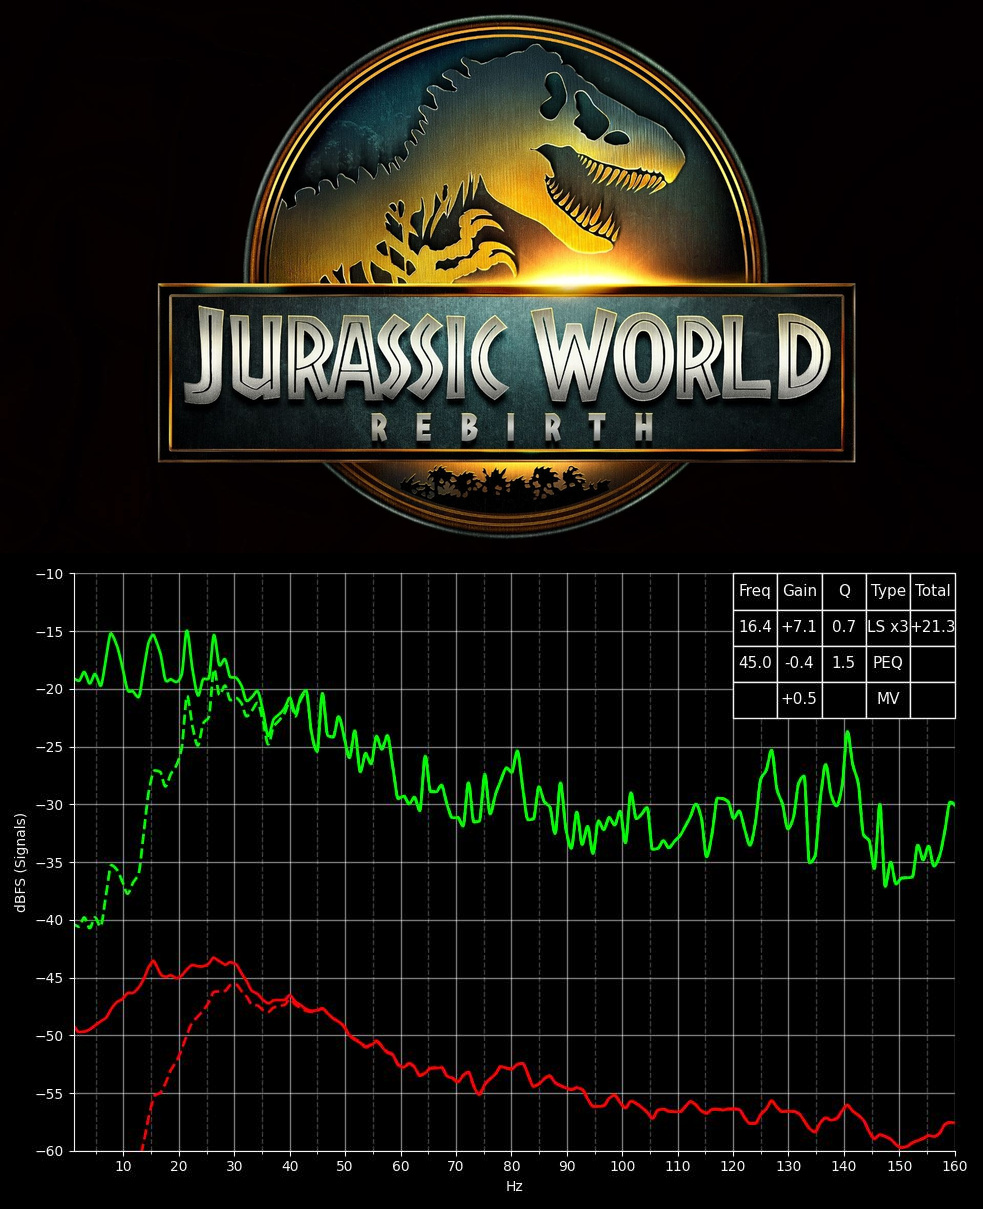 JURASSIC WORLD
REBIRTH
Freq Gain Q Type Total
16.4 +7.1 0.7 LS x3 +21.3
45.0 -0.4 1.5 PEQ
+0.5 MV
−10
−15
−20
−25
−30
−35
−40
−45
−50
−55
−60
dBFS (Signals)
10 20 30 40 50 60 70 80 90 100 110 120 130 140 150 160
Hz